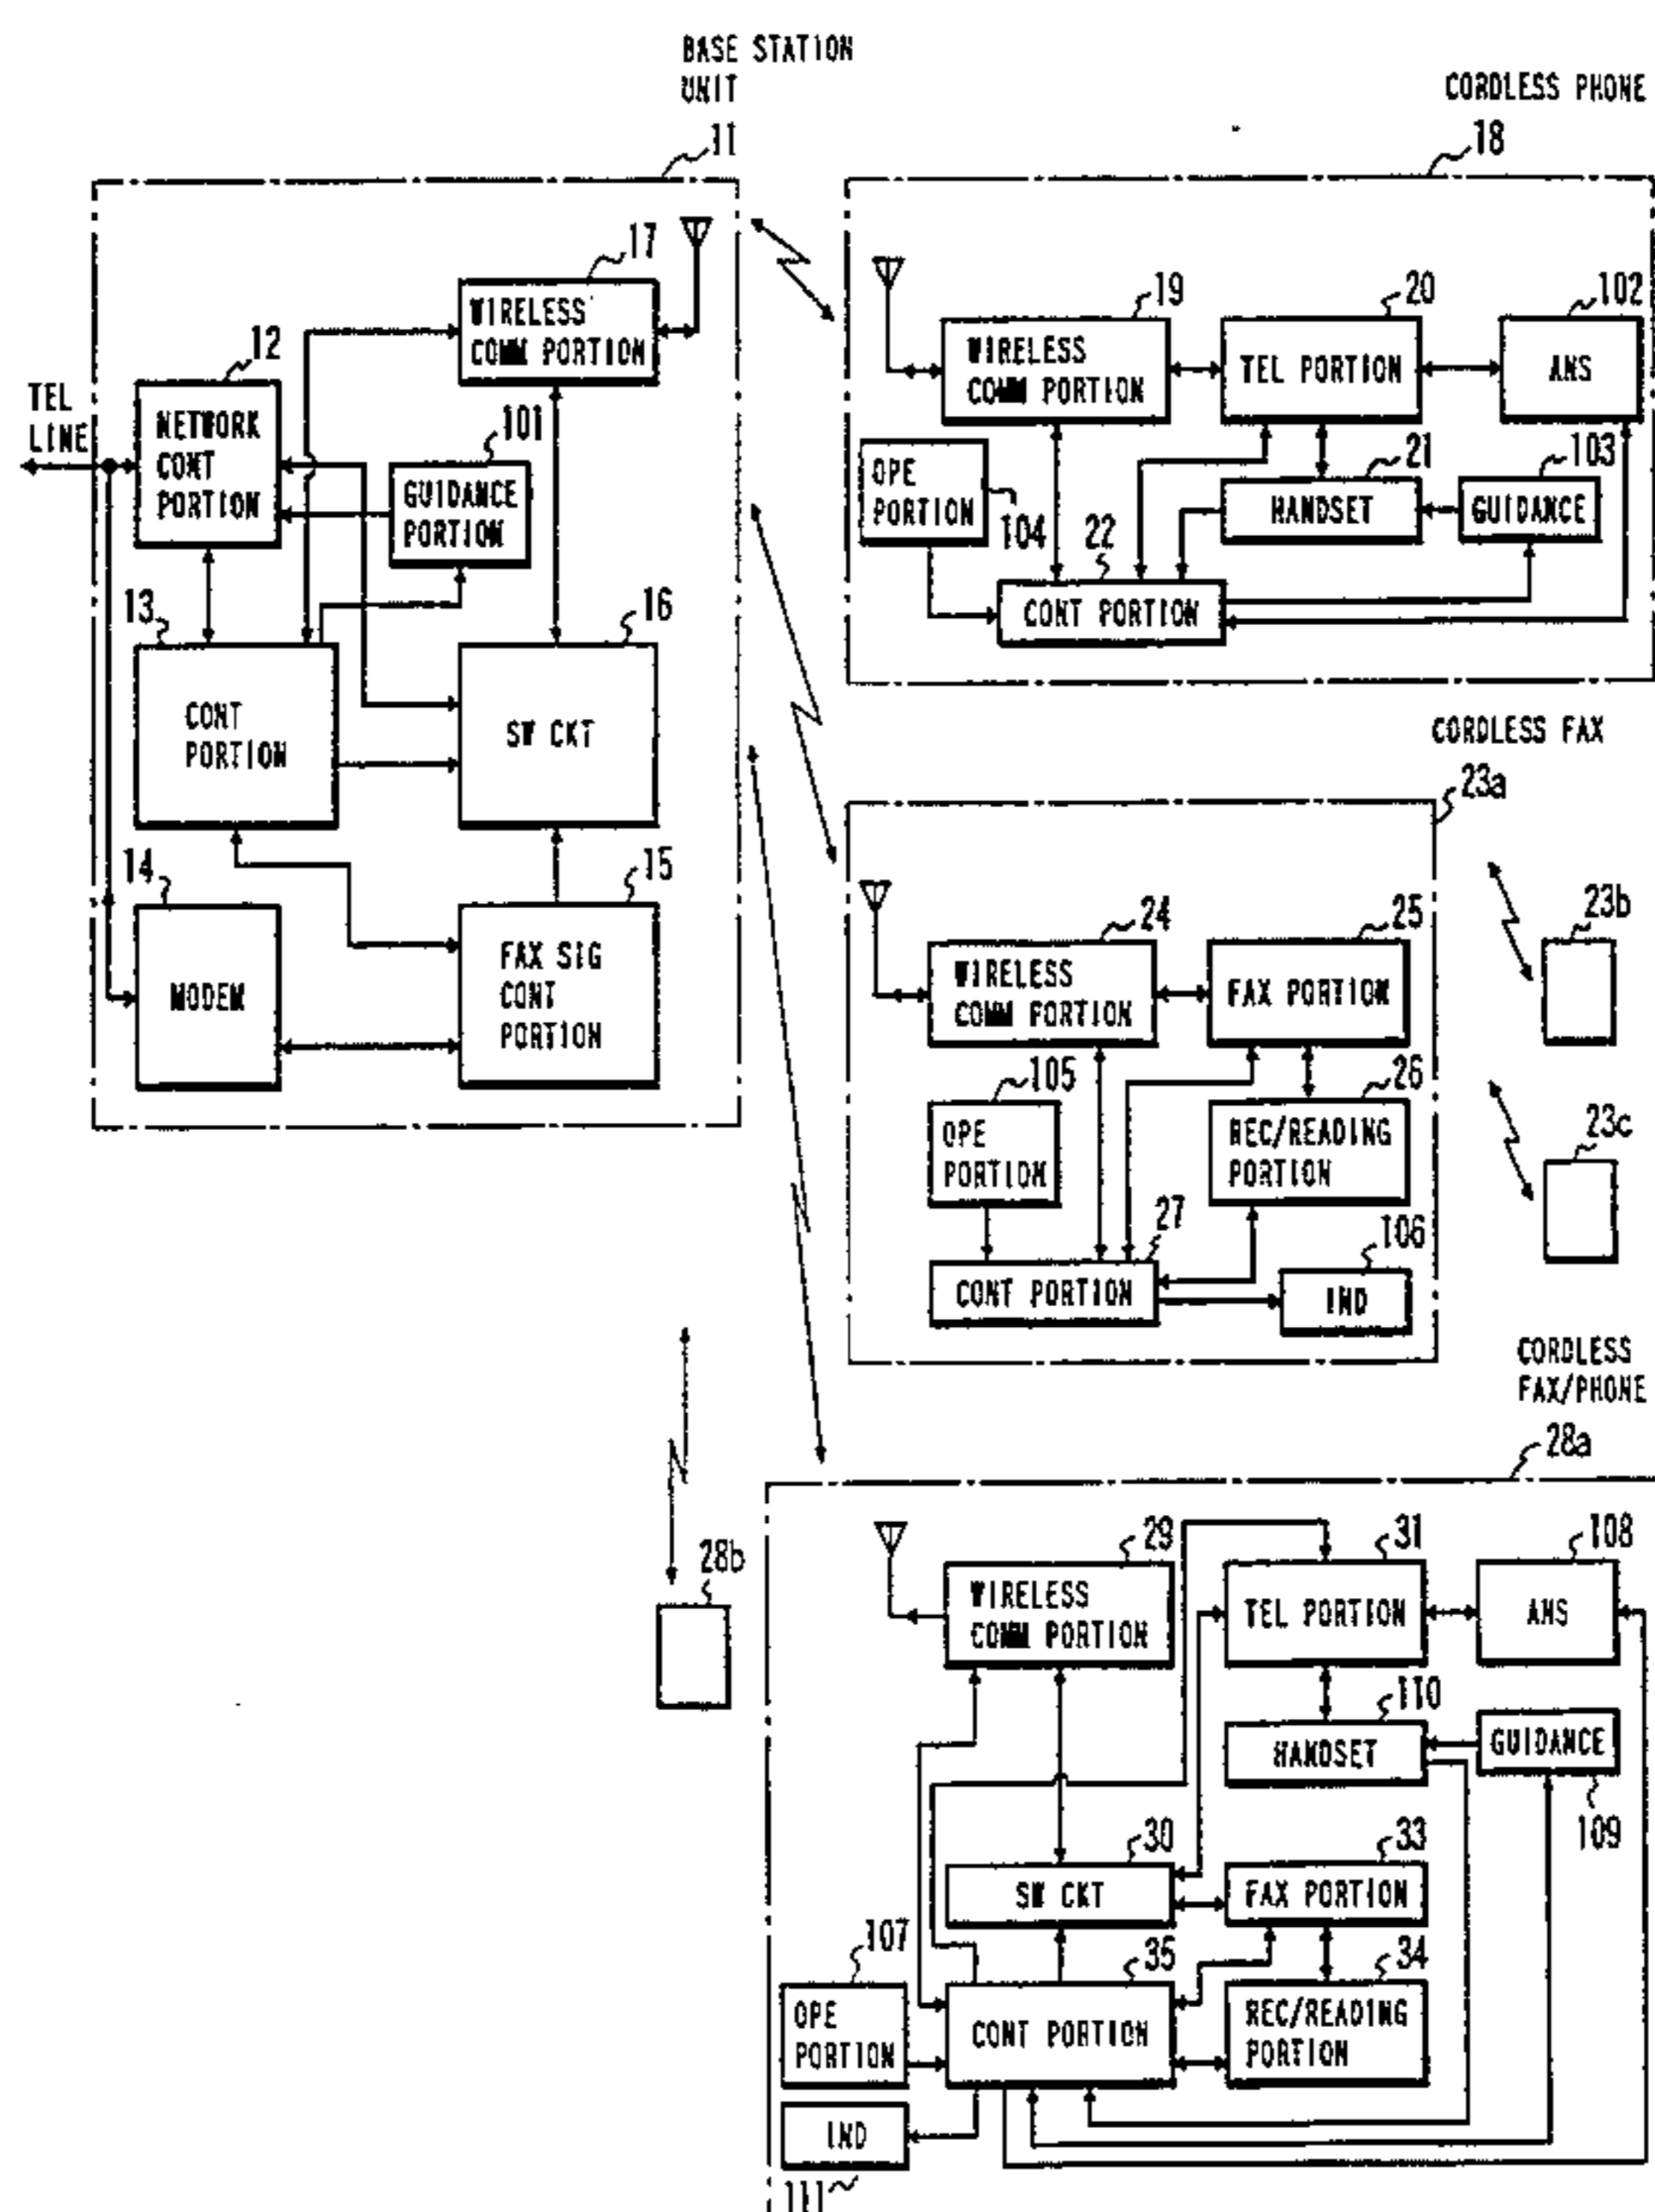 BASE STATION
UNIT
11
TEL
LINE
12
NETWORK
CONT
PORTION
17
WIRELESS
COMM PORTION
101
GUIDANCE
PORTION
13
CONT
PORTION
16
SW CKT
14
MODEM
15
FAX SIG
CONT
PORTION
CORDLESS PHONE
18
19
WIRELESS
COMM PORTION
20
TEL PORTION
102
ANS
OPE
PORTION
104
21
HANDSET
103
GUIDANCE
22
CONT PORTION
CORDLESS FAX
23a
24
WIRELESS
COMM PORTION
25
FAX PORTION
105
OPE
PORTION
26
REC/READING
PORTION
27
CONT PORTION
106
IND
23b
23c
CORDLESS
FAX/PHONE
28a
28b
29
WIRELESS
COMM PORTION
31
TEL PORTION
108
ANS
110
HANDSET
GUIDANCE
109
30
SW CKT
33
FAX PORTION
107
OPE
PORTION
35
CONT PORTION
34
REC/READING
PORTION
IND
111